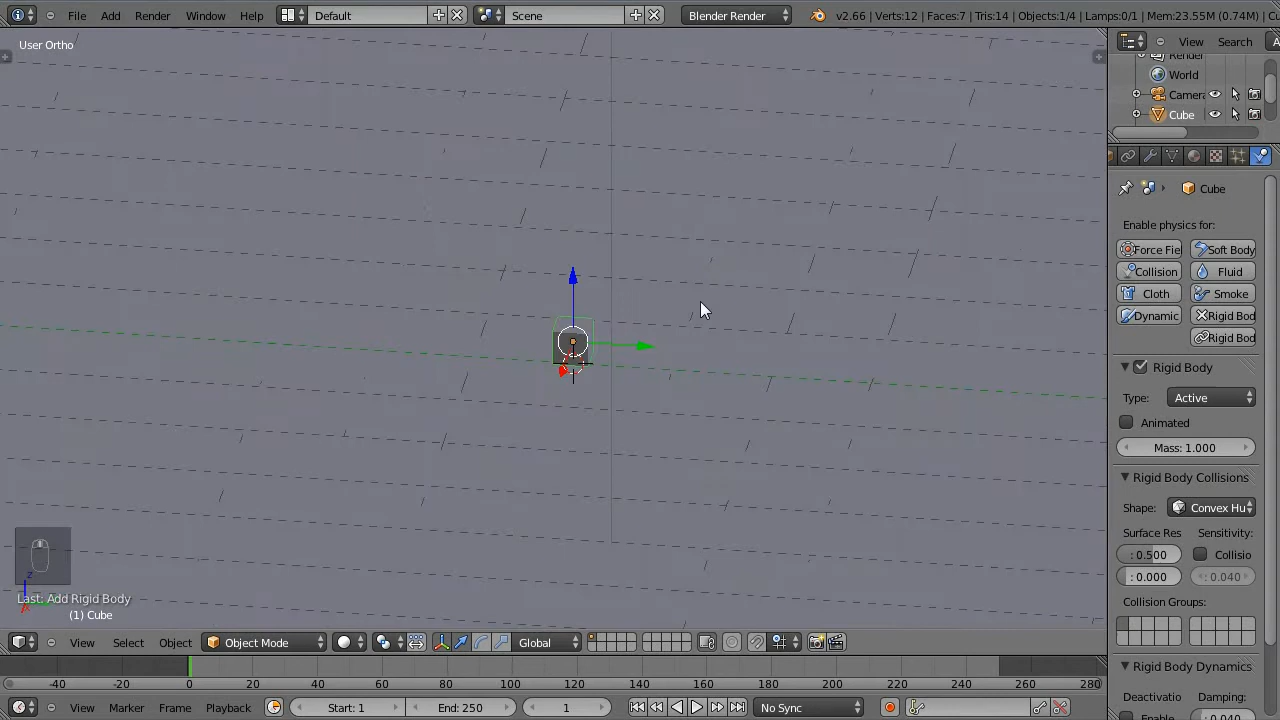 File Add Render Window Help Default Scene Blender Render v2.66 | Verts:12 | Faces:7 | Tris:14 | Objects:1/4 | Lamps:0/1 | Mem:23.55M (0.74M) | C
User Ortho
View Search A
Render
World
Camera
Cube
Cube
Enable physics for:
Force Fie Soft Body
Collision Fluid
Cloth Smoke
Dynamic Rigid Bod
Rigid Bod
Rigid Body
Type: Active
Animated
Mass: 1.000
Rigid Body Collisions
Shape: Convex Hu
Surface Res Sensitivity:
: 0.500 Collisio
: 0.000 : 0.040
Collision Groups:
Rigid Body Dynamics
Deactivatio Damping:
Enable : 0.040
z
Last: Add Rigid Body
(1) Cube
View Select Object Object Mode Global
-40 -20 0 20 40 60 80 100 120 140 160 180 200 220 240 260 280
View Marker Frame Playback Start: 1 End: 250 1 No Sync